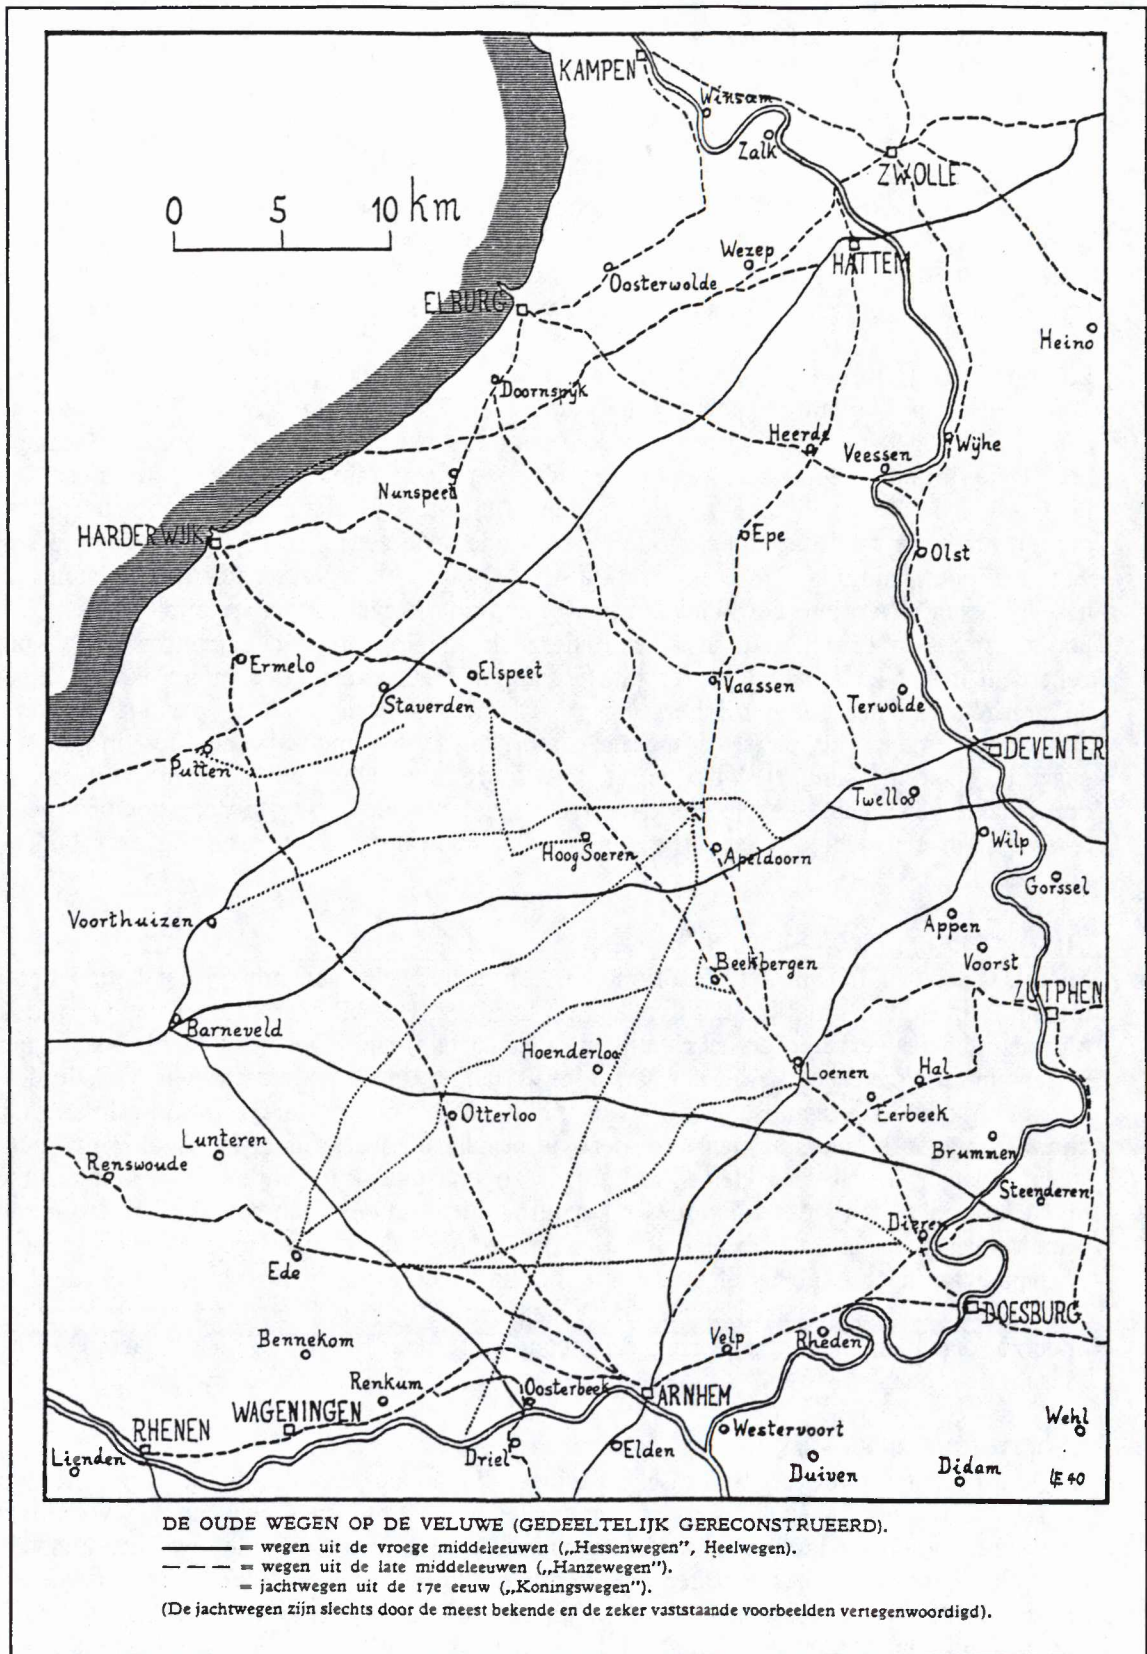 KAMPEN
Winsam
Zalk
ZWOLLE
0 5 10 km
Wezep
HATTEM
Oosterwolde
ELBURG
Heino
Doornspijk
Heerde
Wijhe
Veessen
Nunspeet
HARDERWIJK
Epe
Olst
Ermelo
Elspeet
Vaassen
Staverden
Terwolde
Putten
DEVENTER
Twelloo
Wilp
Hoog Soeren
Apeldoorn
Gorssel
Voorthuizen
Appen
Voorst
Beekbergen
ZUTPHEN
Barneveld
Hoenderloo
Loenen
Hal
Eerbeek
Otterloo
Lunteren
Brummen
Renswoude
Steenderen
Dieren
Ede
DOESBURG
Bennekom
Velp
Rheden
Renkum
Oosterbeek
ARNHEM
WAGENINGEN
RHENEN
Westervoort
Wehl
Lienden
Driel
Elden
Duiven
Didam
LE 40
DE OUDE WEGEN OP DE VELUWE (GEDEELTELIJK GERECONSTRUEERD).
= wegen uit de vroege middeleeuwen („Hessenwegen", Heelwegen).
= wegen uit de late middeleeuwen („Hanzewegen").
= jachtwegen uit de 17e eeuw („Koningswegen").
(De jachtwegen zijn slechts door de meest bekende en de zeker vaststaande voorbeelden vertegenwoordigd).